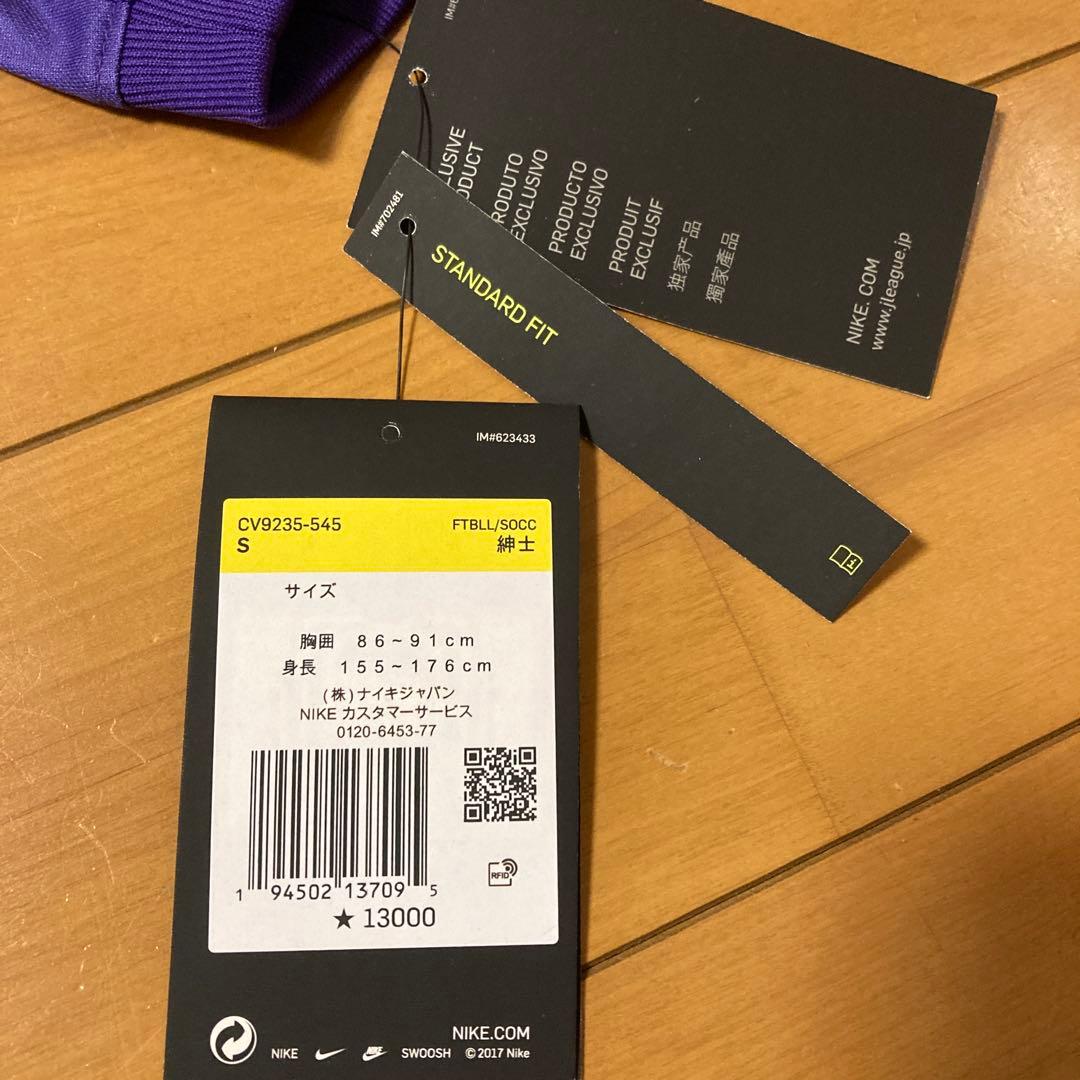 LUSIVE
ODUCT
RODUTO
EXCLUSIVO
PRODUCTO
EXCLUSIVO
PRODUIT
EXCLUSIF
独家产品
獨家產品
NIKE. COM
www.jleague.jp
IM#702481
STANDARD FIT
IM#623433
CV9235-545 FTBLL/SOCC
S 紳士
サイズ
胸囲 86~91cm
身長 155~176cm
(株)ナイキジャパン
NIKE カスタマーサービス
0120-6453-77
RFID
1 94502 13709 5
★ 13000
NIKE.COM
NIKE SWOOSH © 2017 Nike